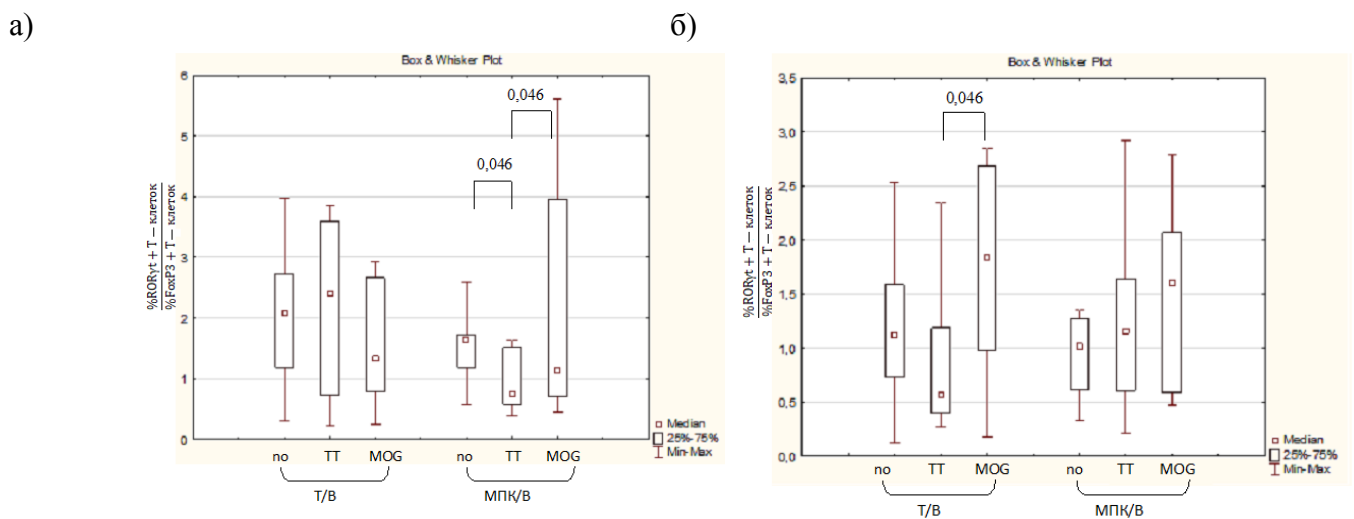 а)
б)
Box & Whisker Plot
6
5
4
3
2
1
0
%RORγt + T — клеток
%FoxP3 + T — клеток
0,046
0,046
no TT MOG no TT MOG
Т/В МПК/В
Median
25%-75%
Min-Max
Box & Whisker Plot
3,5
3,0
2,5
2,0
1,5
1,0
0,5
0,0
%RORγt + T — клеток
%FoxP3 + T — клеток
0,046
no TT MOG no TT MOG
Т/В МПК/В
Median
25%-75%
Min-Max